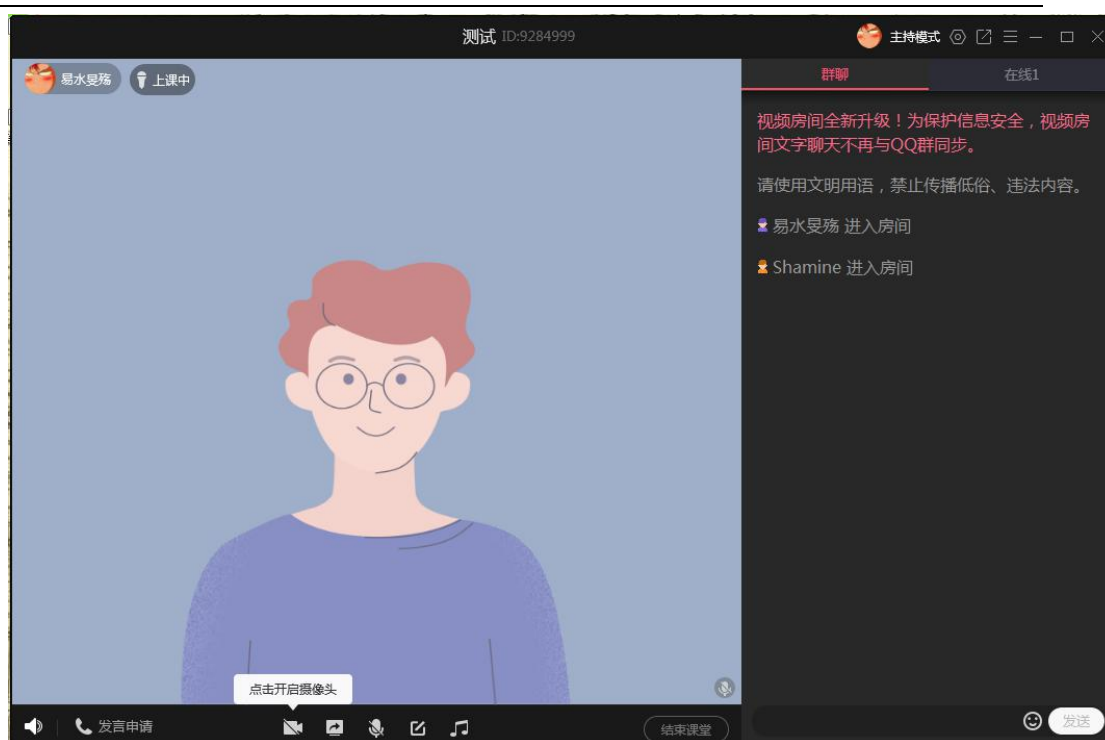 测试 ID:9284999
主持模式
易水旻殇
上课中
群聊
在线1
视频房间全新升级！为保护信息安全，视频房
间文字聊天不再与QQ群同步。
请使用文明用语，禁止传播低俗、违法内容。
易水旻殇 进入房间
Shamine 进入房间
点击开启摄像头
发言申请
结束课堂
发送